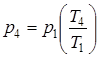 p₄ = p₁(T₄/T₁)